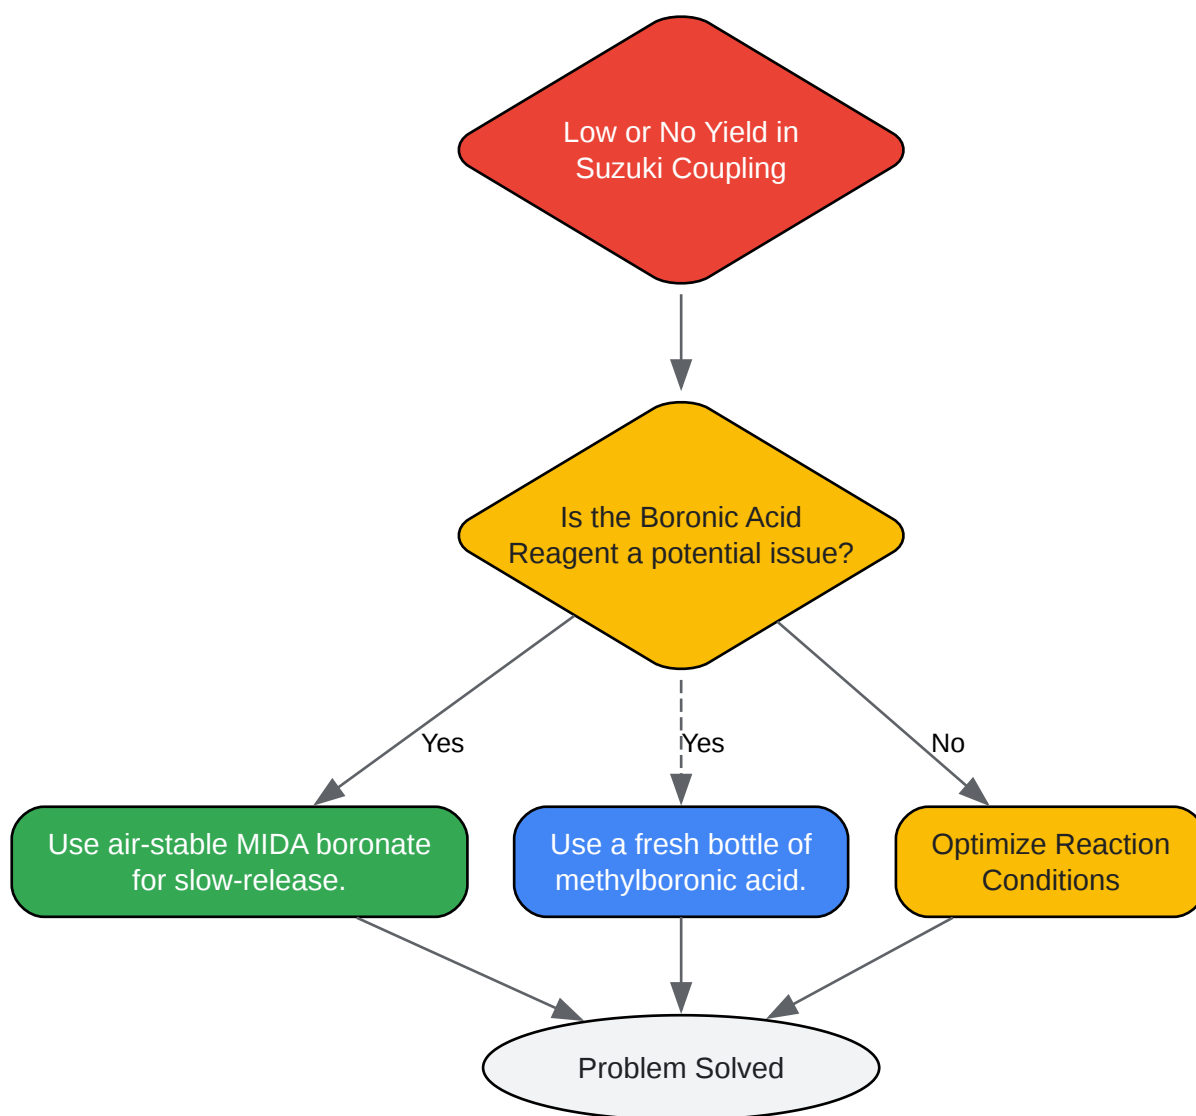 Low or No Yield in
Suzuki Coupling
Is the Boronic Acid
Reagent a potential issue?
Yes
Yes
No
Use air-stable MIDA boronate
for slow-release.
Use a fresh bottle of
methylboronic acid.
Optimize Reaction
Conditions
Problem Solved